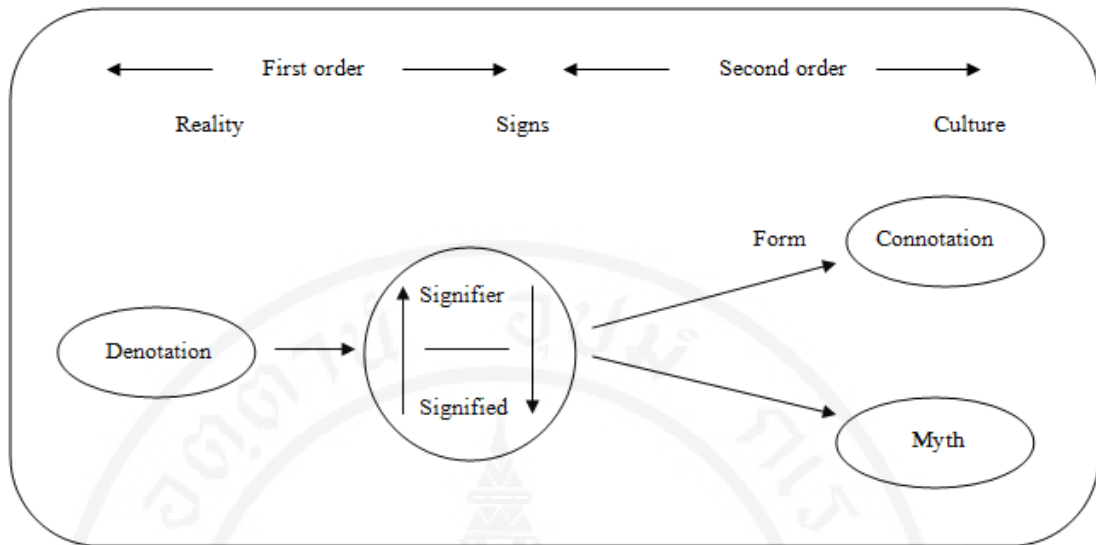 First order Second order
Reality Signs Culture
Form Connotation
Signifier
Denotation
Signified
Myth